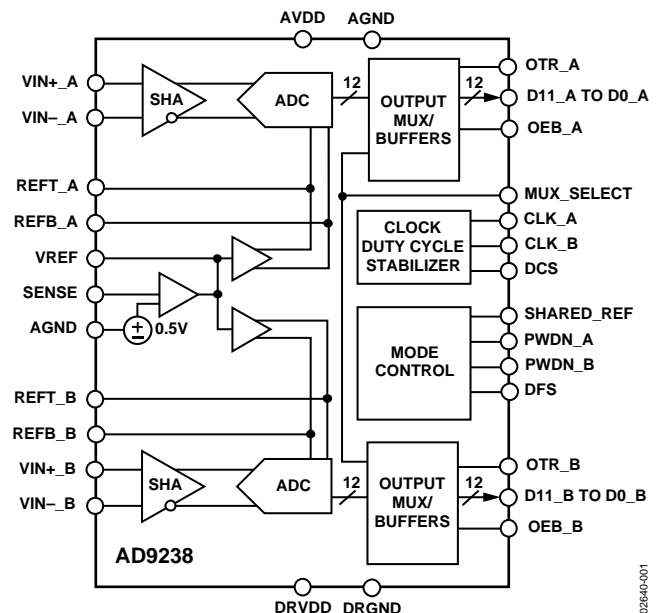 AVDD AGND
VIN+_A
VIN–_A
SHA
ADC
12
OUTPUT
MUX/
BUFFERS
12
OTR_A
D11_A TO D0_A
OEB_A
REFT_A
REFB_A
MUX_SELECT
VREF
SENSE
AGND
0.5V
CLOCK
DUTY CYCLE
STABILIZER
CLK_A
CLK_B
DCS
MODE
CONTROL
SHARED_REF
PWDN_A
PWDN_B
DFS
REFT_B
REFB_B
VIN+_B
VIN–_B
SHA
ADC
12
OUTPUT
MUX/
BUFFERS
12
OTR_B
D11_B TO D0_B
OEB_B
AD9238
DRVDD DRGND
02640-001